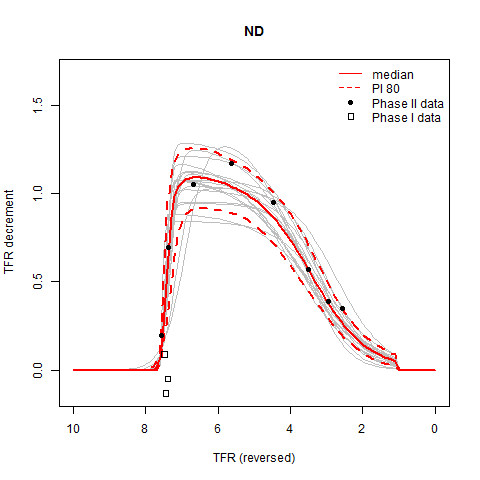 ND
median
PI 80
Phase II data
Phase I data
TFR decrement
1.5
1.0
0.5
0.0
10 8 6 4 2 0
TFR (reversed)